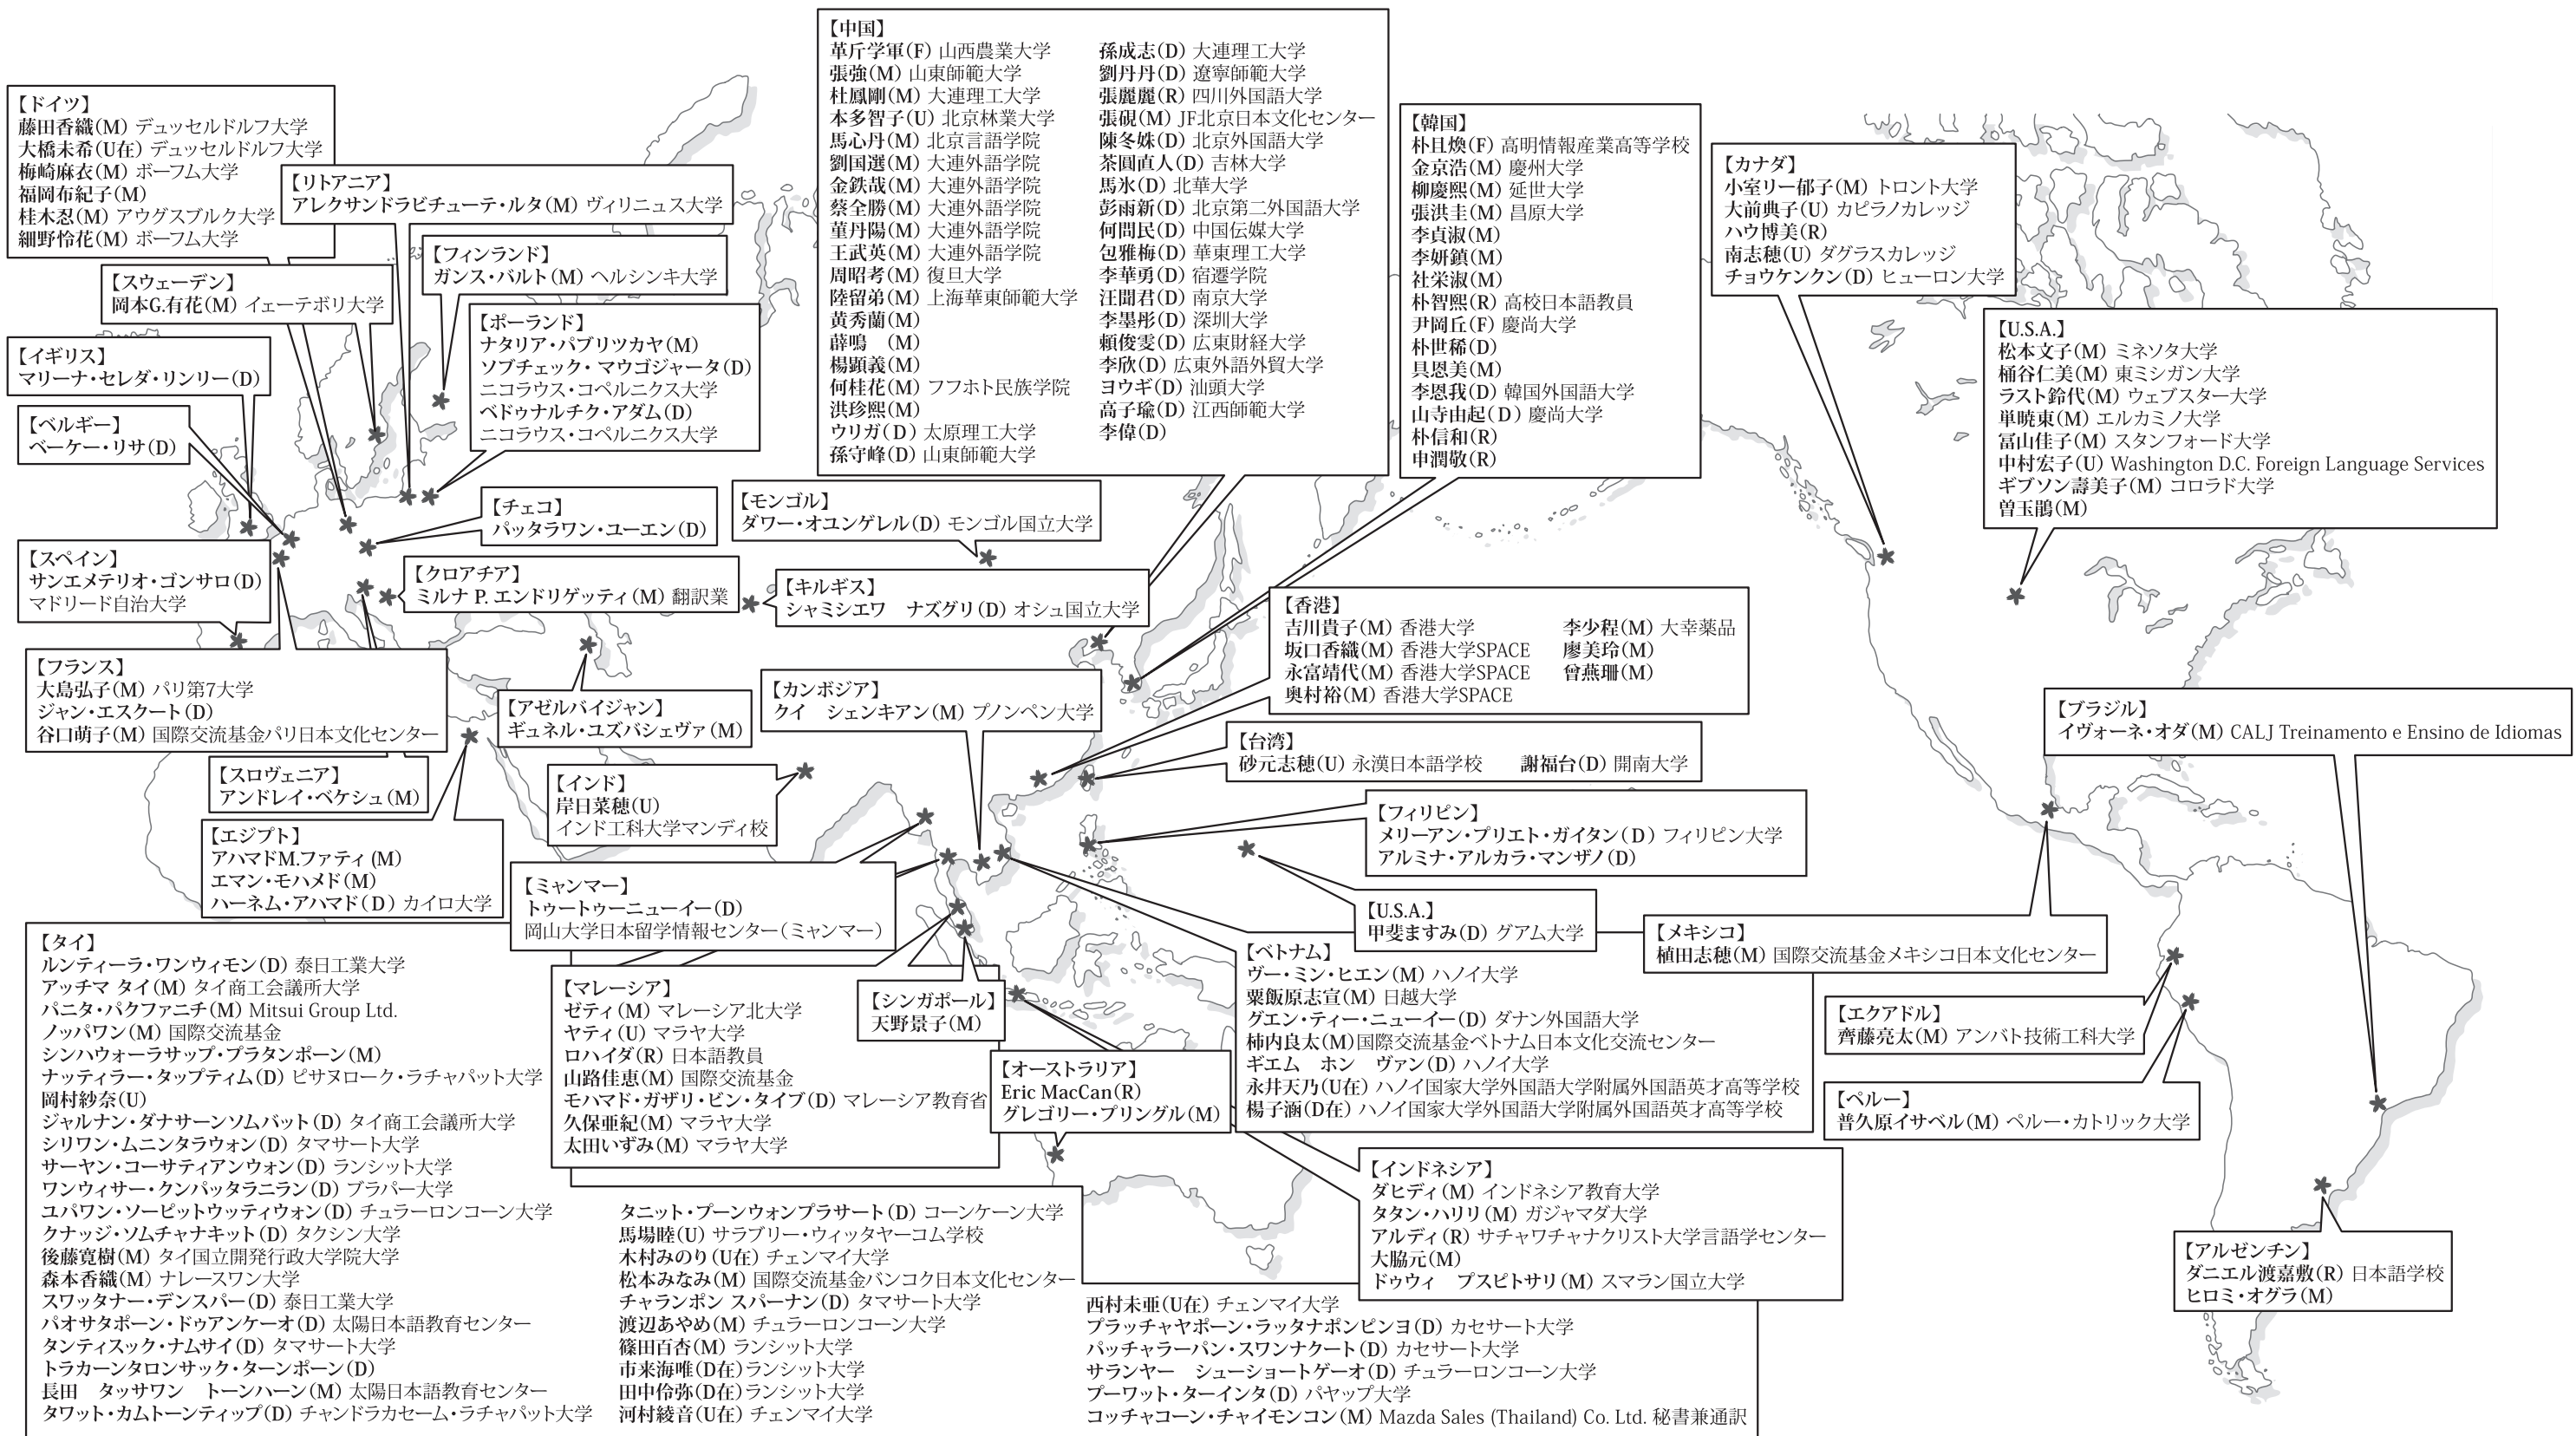 【ドイツ】
藤田香織(M) デュッセルドルフ大学
大橋未希(U在) デュッセルドルフ大学
梅崎麻衣(M) ボーフム大学
福岡布紀子(M)
桂木忍(M) アウグスブルク大学
細野怜花(M) ボーフム大学
【リトアニア】
アレクサンドラビチューテ・ルタ(M) ヴィリニュス大学
【フィンランド】
ガンス・バルト(M) ヘルシンキ大学
【スウェーデン】
岡本G.有花(M) イェーテボリ大学
【ポーランド】
ナタリア・パブリツカヤ(M)
ソブチェック・マウゴジャータ(D)
ニコラウス・コペルニクス大学
ベドゥナルチク・アダム(D)
ニコラウス・コペルニクス大学
【イギリス】
マリーナ・セレダ・リンリー(D)
【ベルギー】
ベーケー・リサ(D)
【チェコ】
パッタラワン・ユーエン(D)
【スペイン】
サンエメテリオ・ゴンサロ(D)
マドリード自治大学
【クロアチア】
ミルナ P. エンドリゲッティ(M) 翻訳業
【フランス】
大島弘子(M) パリ第7大学
ジャン・エスクート(D)
谷口萌子(M) 国際交流基金パリ日本文化センター
【スロヴェニア】
アンドレイ・ベケシュ(M)
【エジプト】
アハマドM.ファティ(M)
エマン・モハメド(M)
ハーネム・アハマド(D) カイロ大学
【アゼルバイジャン】
ギュネル・ユズバシェヴァ(M)
【モンゴル】
ダワー・オユンゲレル(D) モンゴル国立大学
【キルギス】
シャミシエワ ナズグリ(D) オシュ国立大学
【中国】
革斤学軍(F) 山西農業大学
張強(M) 山東師範大学
杜鳳剛(M) 大連理工大学
本多智子(U) 北京林業大学
馬心丹(M) 北京言語学院
劉国選(M) 大連外語学院
金鉄哉(M) 大連外語学院
蔡全勝(M) 大連外語学院
菫丹陽(M) 大連外語学院
王武英(M) 大連外語学院
周昭考(M) 復旦大学
陸留弟(M) 上海華東師範大学
黄秀蘭(M)
薛鳴 (M)
楊顕義(M)
何桂花(M) フフホト民族学院
洪珍熙(M)
ウリガ(D) 太原理工大学
孫守峰(D) 山東師範大学
孫成志(D) 大連理工大学
劉丹丹(D) 遼寧師範大学
張麗麗(R) 四川外国語大学
張硯(M) JF北京日本文化センター
陳冬姝(D) 北京外国語大学
茶圓直人(D) 吉林大学
馬氷(D) 北華大学
彭雨新(D) 北京第二外国語大学
何問民(D) 中国伝媒大学
包雅梅(D) 華東理工大学
李華勇(D) 宿遷学院
汪聞君(D) 南京大学
李墨彤(D) 深圳大学
頼俊雯(D) 広東財経大学
李欣(D) 広東外語外貿大学
ヨウギ(D) 汕頭大学
高子瑜(D) 江西師範大学
李偉(D)
【韓国】
朴且煥(F) 高明情報産業高等学校
金京浩(M) 慶州大学
柳慶熙(M) 延世大学
張洪圭(M) 昌原大学
李貞淑(M)
李妍鎮(M)
社栄淑(M)
朴智熙(R) 高校日本語教員
尹岡丘(F) 慶尚大学
朴世稀(D)
具恩美(M)
李恩我(D) 韓国外国語大学
山寺由起(D) 慶尚大学
朴信和(R)
申潤敬(R)
【カナダ】
小室リー郁子(M) トロント大学
大前典子(U) カピラノカレッジ
ハウ博美(R)
南志穂(U) ダグラスカレッジ
チョウケンクン(D) ヒューロン大学
【U.S.A.】
松本文子(M) ミネソタ大学
桶谷仁美(M) 東ミシガン大学
ラスト鈴代(M) ウェブスター大学
単暁東(M) エルカミノ大学
冨山佳子(M) スタンフォード大学
中村宏子(U) Washington D.C. Foreign Language Services
ギブソン壽美子(M) コロラド大学
曽玉鵑(M)
【香港】
吉川貴子(M) 香港大学
坂口香織(M) 香港大学SPACE
永富靖代(M) 香港大学SPACE
奥村裕(M) 香港大学SPACE
李少程(M) 大幸薬品
廖美玲(M)
曾燕珊(M)
【カンボジア】
クイ シェンキアン(M) プノンペン大学
【台湾】
砂元志穂(U) 永漢日本語学校 謝福台(D) 開南大学
【インド】
岸日菜穂(U)
インド工科大学マンディ校
【フィリピン】
メリーアン・プリエト・ガイタン(D) フィリピン大学
アルミナ・アルカラ・マンザノ(D)
【ブラジル】
イヴォーネ・オダ(M) CALJ Treinamento e Ensino de Idiomas
【ミャンマー】
トゥートゥーニューイー(D)
岡山大学日本留学情報センター(ミャンマー)
【U.S.A.】
甲斐ますみ(D) グアム大学
【メキシコ】
植田志穂(M) 国際交流基金メキシコ日本文化センター
【ベトナム】
ヴー・ミン・ヒエン(M) ハノイ大学
粟飯原志宣(M) 日越大学
グエン・ティー・ニューイー(D) ダナン外国語大学
柿内良太(M)国際交流基金ベトナム日本文化交流センター
ギエム ホン ヴァン(D) ハノイ大学
永井天乃(U在) ハノイ国家大学外国語大学附属外国語英才高等学校
楊子涵(D在) ハノイ国家大学外国語大学附属外国語英才高等学校
【マレーシア】
ゼティ(M) マレーシア北大学
ヤティ(U) マラヤ大学
ロハイダ(R) 日本語教員
山路佳恵(M) 国際交流基金
モハマド・ガザリ・ビン・タイブ(D) マレーシア教育省
久保亜紀(M) マラヤ大学
太田いずみ(M) マラヤ大学
【シンガポール】
天野景子(M)
【オーストラリア】
Eric MacCan(R)
グレゴリー・プリングル(M)
【エクアドル】
齊藤亮太(M) アンバト技術工科大学
【ペルー】
普久原イサベル(M) ペルー・カトリック大学
【インドネシア】
ダヒディ(M) インドネシア教育大学
タタン・ハリリ(M) ガジャマダ大学
アルディ(R) サチャワチャナクリスト大学言語学センター
大脇元(M)
ドゥウィ プスピトサリ(M) スマラン国立大学
【アルゼンチン】
ダニエル渡嘉敷(R) 日本語学校
ヒロミ・オグラ(M)
【タイ】
ルンティーラ・ワンウィモン(D) 泰日工業大学
アッチマ タイ(M) タイ商工会議所大学
パニタ・パクファニチ(M) Mitsui Group Ltd.
ノッパワン(M) 国際交流基金
シンハウォーラサップ・プラタンポーン(M)
ナッティラー・タップティム(D) ピサヌローク・ラチャパット大学
岡村紗奈(U)
ジャルナン・ダナサーンソムバット(D) タイ商工会議所大学
シリワン・ムニンタラウォン(D) タマサート大学
サーヤン・コーサティアンウォン(D) ランシット大学
ワンウィサー・クンパッタラニラン(D) ブラパー大学
ユパワン・ソーピットウッティウォン(D) チュラーロンコーン大学
クナッジ・ソムチャナキット(D) タクシン大学
後藤寛樹(M) タイ国立開発行政大学院大学
森本香織(M) ナレースワン大学
スワッタナー・デンスパー(D) 泰日工業大学
パオサタポーン・ドゥアンケーオ(D) 太陽日本語教育センター
タンティスック・ナムサイ(D) タマサート大学
トラカーンタロンサック・ターンポーン(D)
長田 タッサワン トーンハーン(M) 太陽日本語教育センター
タワット・カムトーンティップ(D) チャンドラカセーム・ラチャパット大学
タニット・プーンウォンプラサート(D) コーンケーン大学
馬場睦(U) サラブリー・ウィッタヤーコム学校
木村みのり(U在) チェンマイ大学
松本みなみ(M) 国際交流基金バンコク日本文化センター
チャランポン スパーナン(D) タマサート大学
渡辺あやめ(M) チュラーロンコーン大学
篠田百杏(M) ランシット大学
市来海唯(D在)ランシット大学
田中伶弥(D在)ランシット大学
河村綾音(U在) チェンマイ大学
西村未亜(U在) チェンマイ大学
プラッチャヤポーン・ラッタナポンピンヨ(D) カセサート大学
パッチャラーパン・スワンナクート(D) カセサート大学
サランヤー シューショートゲーオ(D) チュラーロンコーン大学
プーワット・ターインタ(D) パヤップ大学
コッチャコーン・チャイモンコン(M) Mazda Sales (Thailand) Co. Ltd. 秘書兼通訳